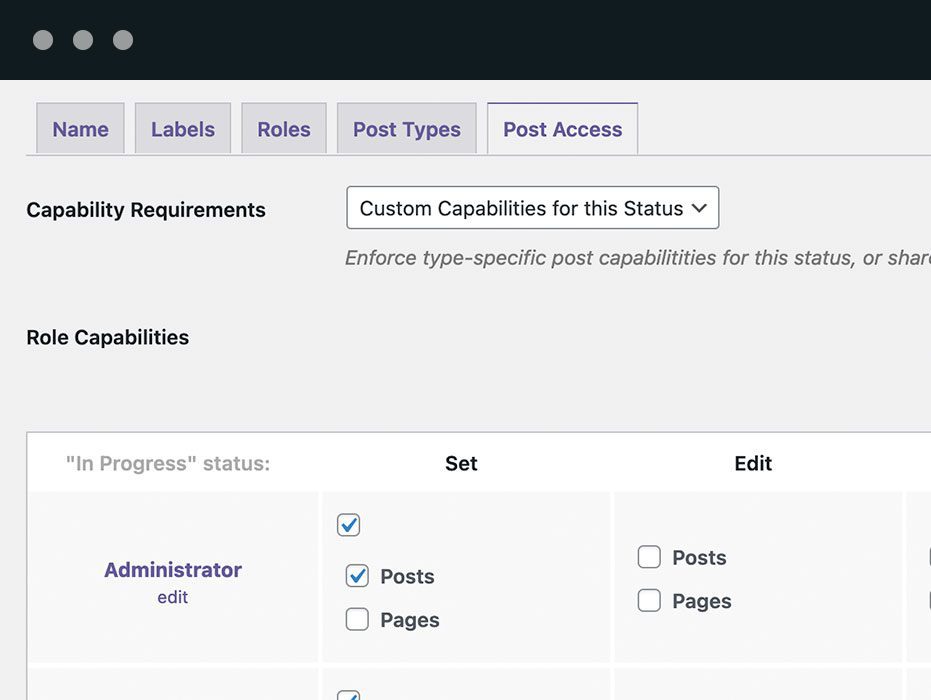 Name Labels Roles Post Types Post Access
Capability Requirements Custom Capabilities for this Status
Enforce type-specific post capabilitities for this status, or
Role Capabilities
"In Progress" status: Set Edit
Administrator
edit
Posts
Pages
Posts
Pages